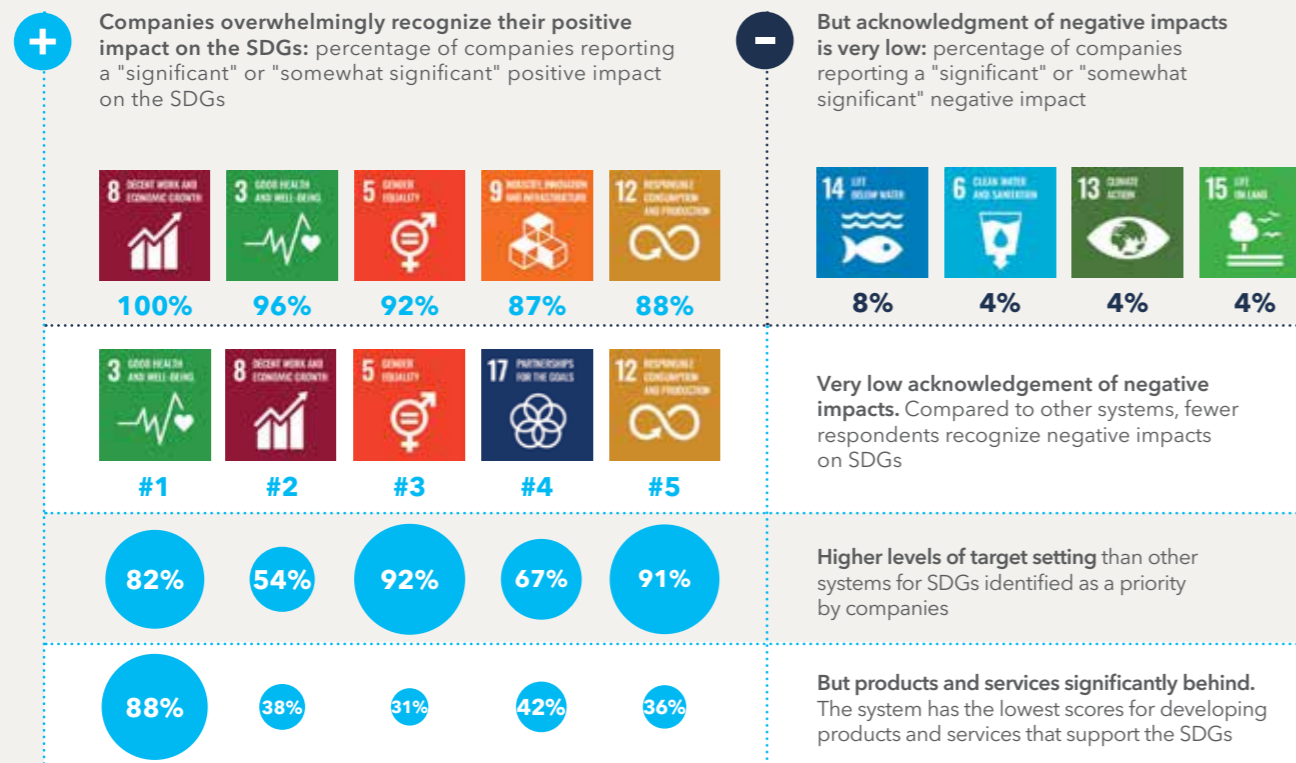 +
Companies overwhelmingly recognize their positive
impact on the SDGs: percentage of companies reporting
a "significant" or "somewhat significant" positive impact
on the SDGs
-
But acknowledgment of negative impacts
is very low: percentage of companies
reporting a "significant" or "somewhat
significant" negative impact
8 DECENT WORK AND
ECONOMIC GROWTH
3 GOOD HEALTH
AND WELL-BEING
5 GENDER
EQUALITY
9 INDUSTRY, INNOVATION
AND INFRASTRUCTURE
12 RESPONSIBLE
CONSUMPTION
AND PRODUCTION
14 LIFE
BELOW WATER
6 CLEAN WATER
AND SANITATION
13 CLIMATE
ACTION
15 LIFE
ON LAND
100% 96% 92% 87% 88%
8% 4% 4% 4%
3 GOOD HEALTH
AND WELL-BEING
8 DECENT WORK AND
ECONOMIC GROWTH
5 GENDER
EQUALITY
17 PARTNERSHIPS
FOR THE GOALS
12 RESPONSIBLE
CONSUMPTION
AND PRODUCTION
#1 #2 #3 #4 #5
Very low acknowledgement of negative
impacts. Compared to other systems, fewer
respondents recognize negative impacts
on SDGs
82% 54% 92% 67% 91%
Higher levels of target setting than other
systems for SDGs identified as a priority
by companies
88% 38% 31% 42% 36%
But products and services significantly behind.
The system has the lowest scores for developing
products and services that support the SDGs